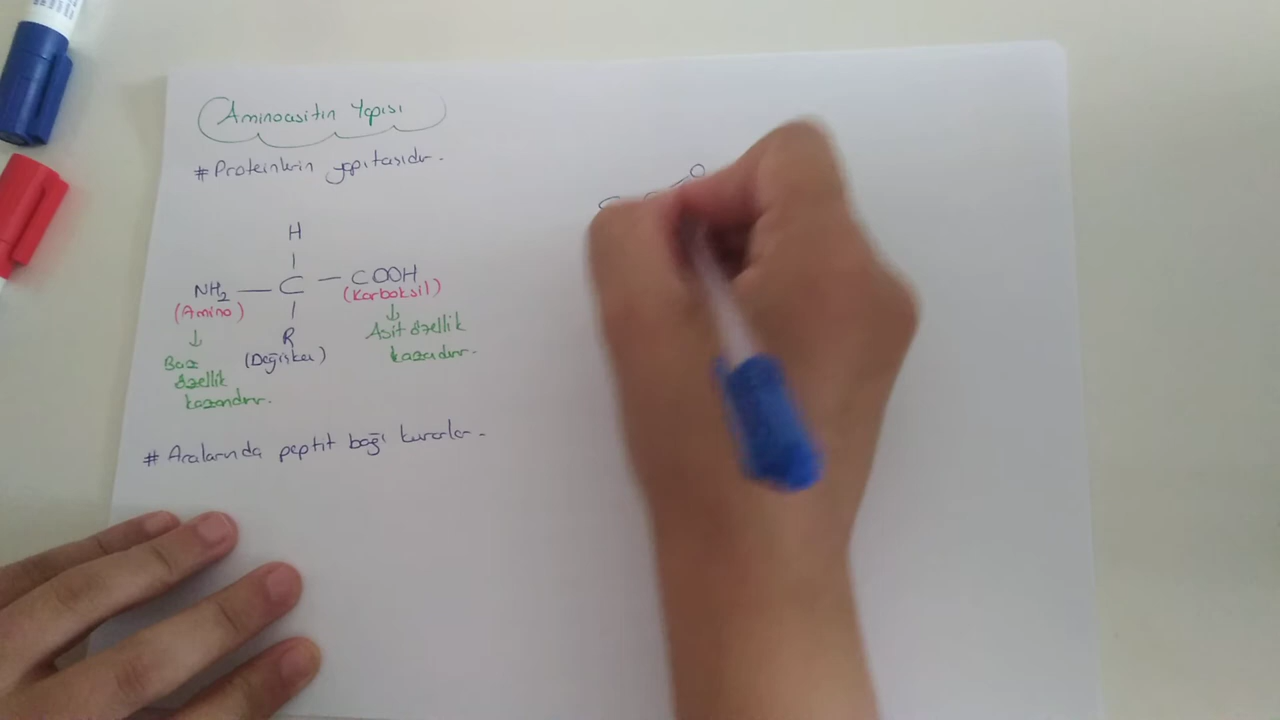 Aminoasitin Yapısı
#Proteinlerin yapıtaşıdır.
H
NH2 — C — COOH
(Amino)
(Karboksil)
R
(Değişken)
Baz
özellik
kazandırır.
Asit özellik
kazandırır.
# Aralarında peptit bağı kurarlar.
C C O